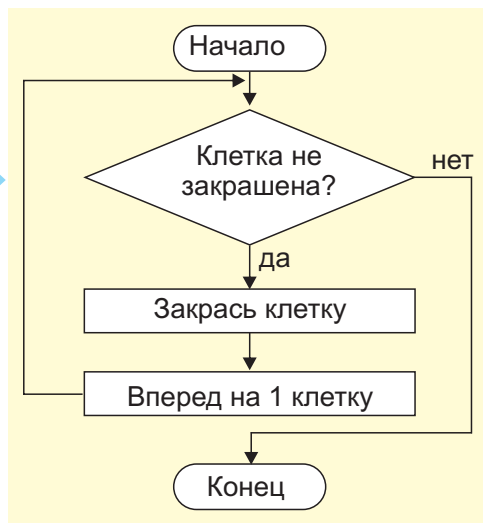 Начало
Клетка не
закрашена?
нет
да
Закрась клетку
Вперед на 1 клетку
Конец